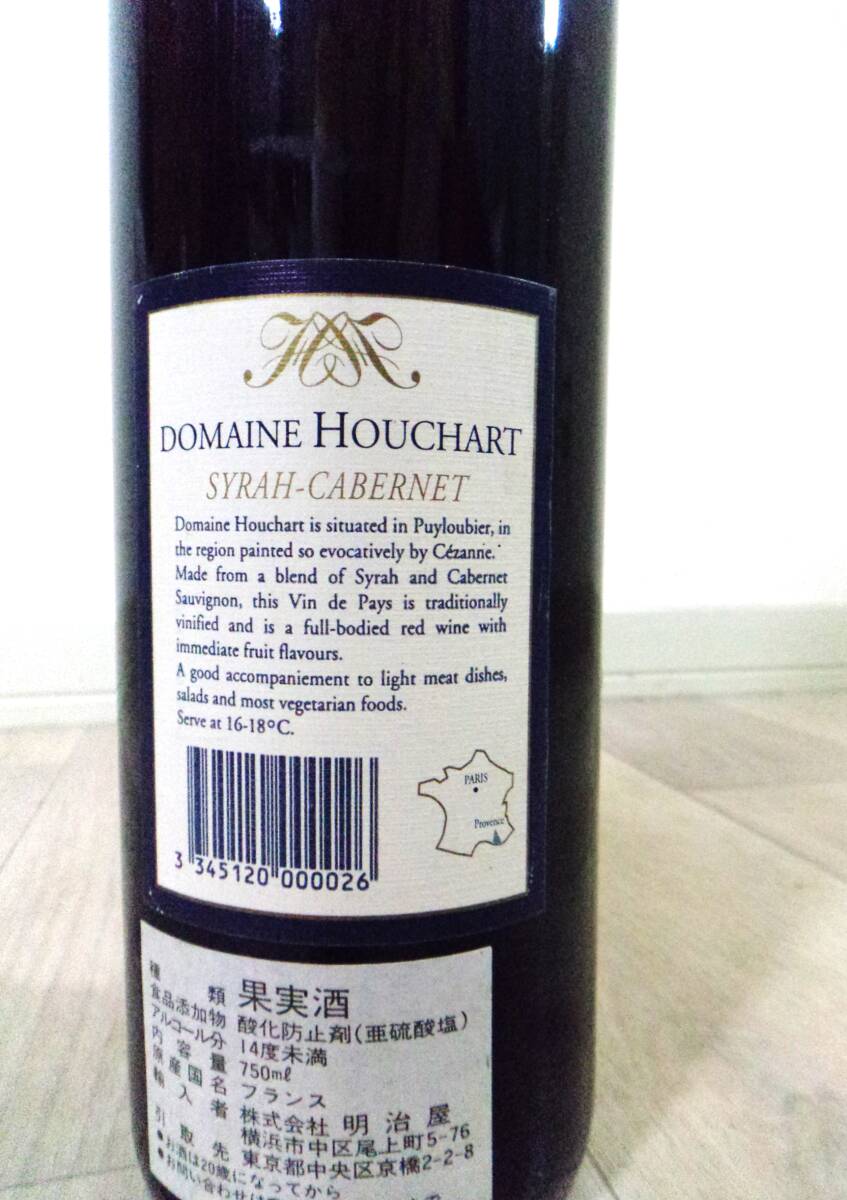 DOMAINE HOUCHART
SYRAH-CABERNET
Domaine Houchart is situated in Puyloubier, in
the region painted so evocatively by Cézanne.
Made from a blend of Syrah and Cabernet
Sauvignon, this Vin de Pays is traditionally
vinified and is a full-bodied red wine with
immediate fruit flavours.
A good accompaniement to light meat dishes,
salads and most vegetarian foods.
Serve at 16-18°C.
PARIS
Provence
3 345120 000026
種類 果実酒
食品添加物 酸化防止剤(亜硫酸塩)
アルコール分 14度未満
内容量 750mℓ
原産国名 フランス
輸入者 株式会社 明治屋
横浜市中区尾上町5-76
引取先 東京都中央区京橋2-2-8
●お酒は20歳になってから
●お問い合わせは